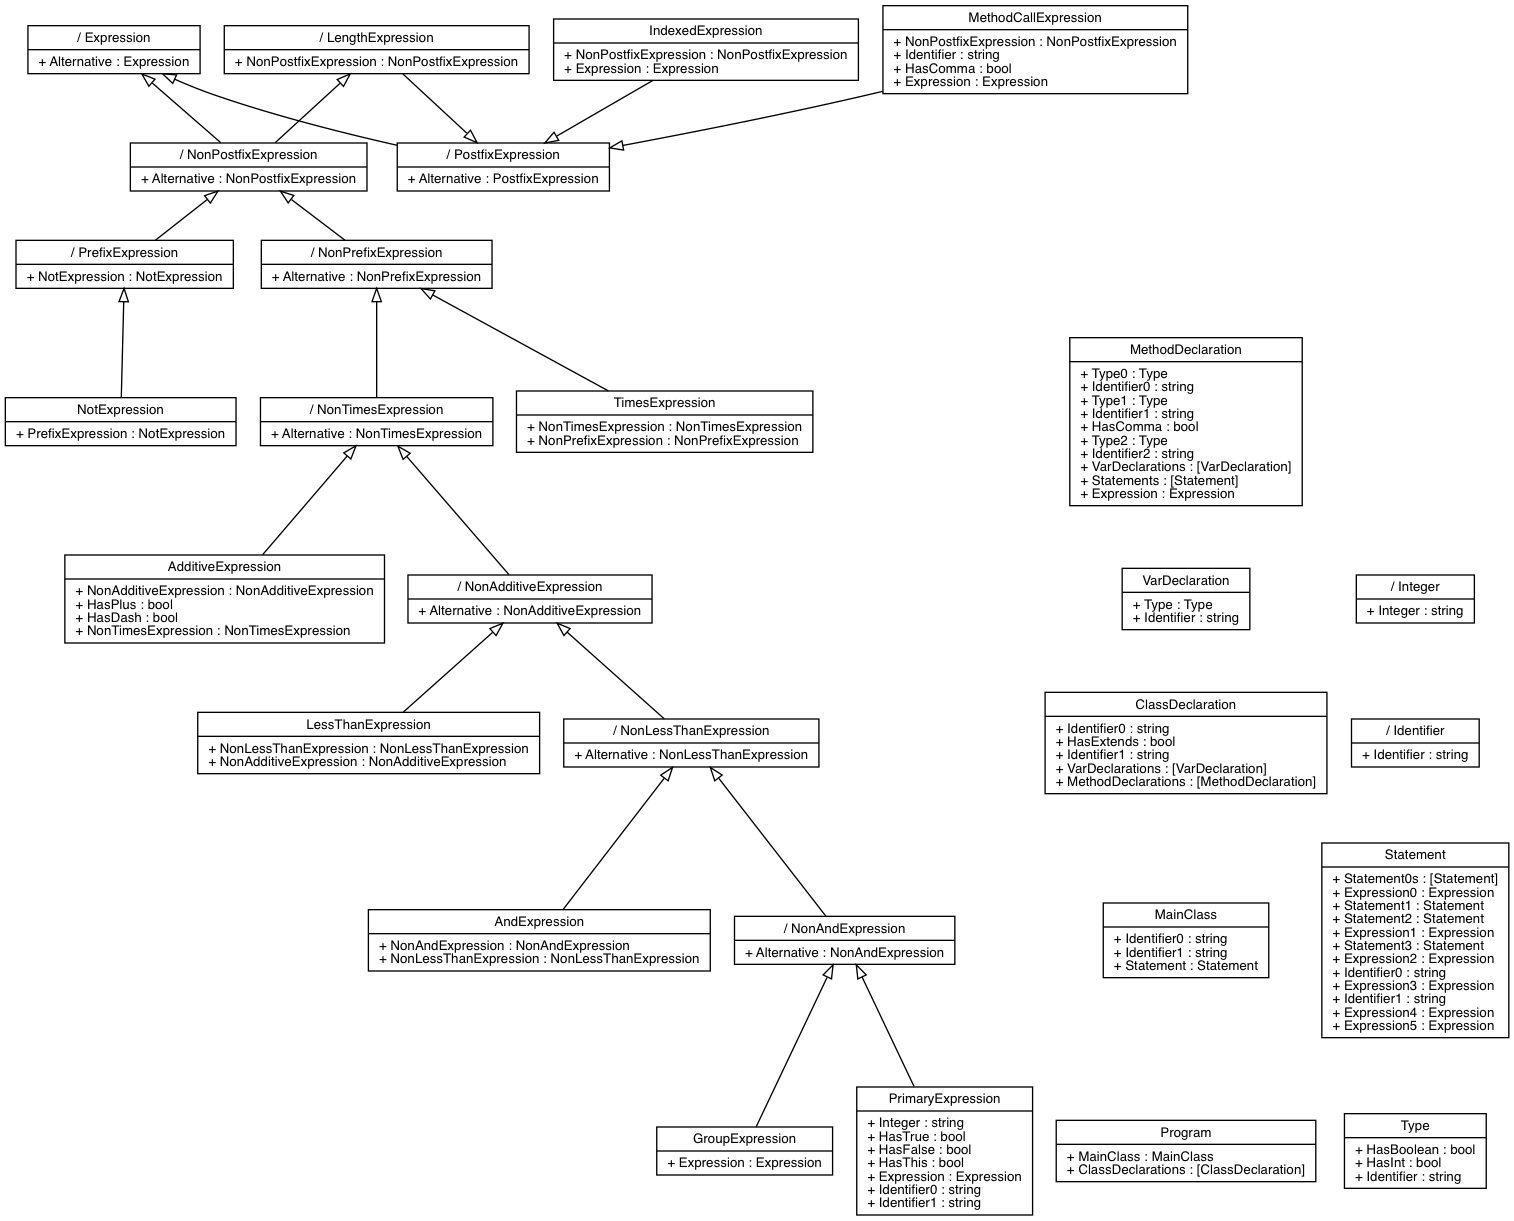 / Expression
+ Alternative : Expression
/ LengthExpression
+ NonPostfixExpression : NonPostfixExpression
IndexedExpression
+ NonPostfixExpression : NonPostfixExpression
+ Expression : Expression
MethodCallExpression
+ NonPostfixExpression : NonPostfixExpression
+ Identifier : string
+ HasComma : bool
+ Expression : Expression
/ NonPostfixExpression
+ Alternative : NonPostfixExpression
/ PostfixExpression
+ Alternative : PostfixExpression
/ PrefixExpression
+ NotExpression : NotExpression
/ NonPrefixExpression
+ Alternative : NonPrefixExpression
MethodDeclaration
+ Type0 : Type
+ Identifier0 : string
+ Type1 : Type
+ Identifier1 : string
+ HasComma : bool
+ Type2 : Type
+ Identifier2 : string
+ VarDeclarations : [VarDeclaration]
+ Statements : [Statement]
+ Expression : Expression
NotExpression
+ PrefixExpression : NotExpression
/ NonTimesExpression
+ Alternative : NonTimesExpression
TimesExpression
+ NonTimesExpression : NonTimesExpression
+ NonPrefixExpression : NonPrefixExpression
AdditiveExpression
+ NonAdditiveExpression : NonAdditiveExpression
+ HasPlus : bool
+ HasDash : bool
+ NonTimesExpression : NonTimesExpression
/ NonAdditiveExpression
+ Alternative : NonAdditiveExpression
VarDeclaration
+ Type : Type
+ Identifier : string
/ Integer
+ Integer : string
LessThanExpression
+ NonLessThanExpression : NonLessThanExpression
+ NonAdditiveExpression : NonAdditiveExpression
/ NonLessThanExpression
+ Alternative : NonLessThanExpression
ClassDeclaration
+ Identifier0 : string
+ HasExtends : bool
+ Identifier1 : string
+ VarDeclarations : [VarDeclaration]
+ MethodDeclarations : [MethodDeclaration]
/ Identifier
+ Identifier : string
AndExpression
+ NonAndExpression : NonAndExpression
+ NonLessThanExpression : NonLessThanExpression
/ NonAndExpression
+ Alternative : NonAndExpression
MainClass
+ Identifier0 : string
+ Identifier1 : string
+ Statement : Statement
Statement
+ Statement0s : [Statement]
+ Expression0 : Expression
+ Statement1 : Statement
+ Statement2 : Statement
+ Expression1 : Expression
+ Statement3 : Statement
+ Expression2 : Expression
+ Identifier0 : string
+ Expression3 : Expression
+ Identifier1 : string
+ Expression4 : Expression
+ Expression5 : Expression
GroupExpression
+ Expression : Expression
PrimaryExpression
+ Integer : string
+ HasTrue : bool
+ HasFalse : bool
+ HasThis : bool
+ Expression : Expression
+ Identifier0 : string
+ Identifier1 : string
Program
+ MainClass : MainClass
+ ClassDeclarations : [ClassDeclaration]
Type
+ HasBoolean : bool
+ HasInt : bool
+ Identifier : string